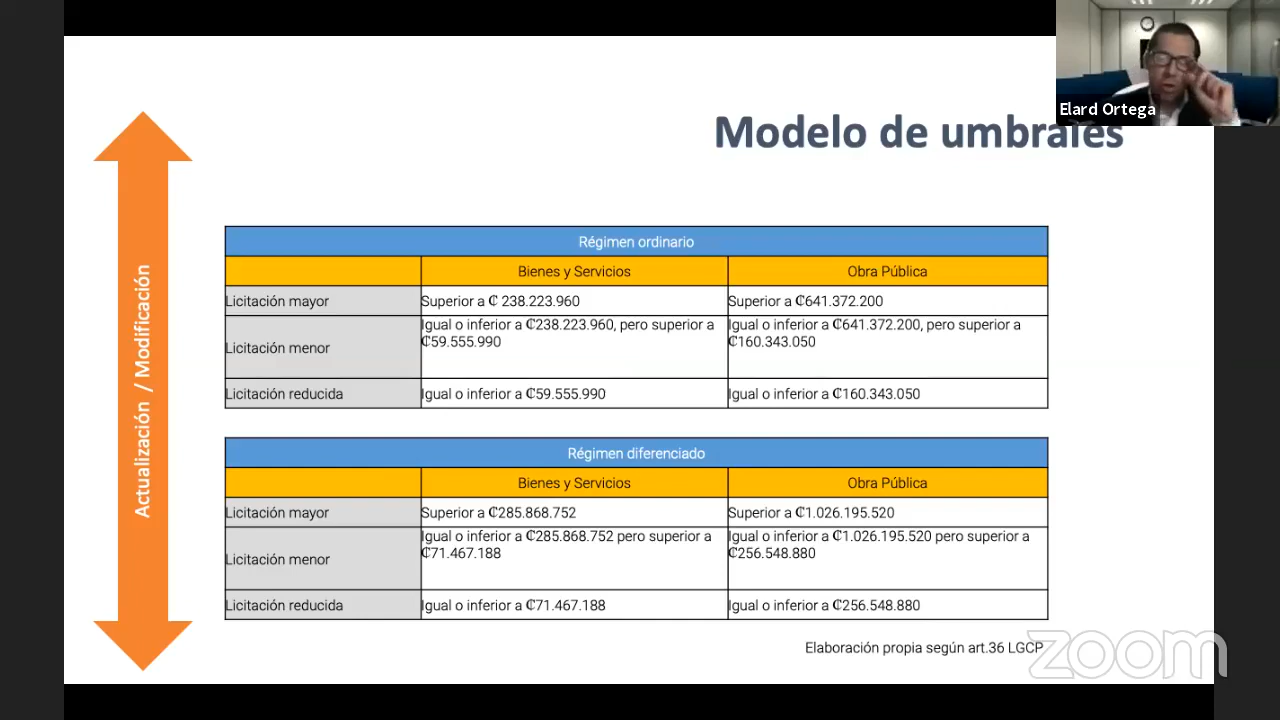 Elard Ortega
Modelo de umbrales
Actualización / Modificación
Régimen ordinario
Bienes y Servicios
Obra Pública
Licitación mayor
Superior a ₡ 238.223.960
Superior a ₡641.372.200
Licitación menor
Igual o inferior a ₡238.223.960, pero superior a
₡59.555.990
Igual o inferior a ₡641.372.200, pero superior a
₡160.343.050
Licitación reducida
Igual o inferior a ₡59.555.990
Igual o inferior a ₡160.343.050
Régimen diferenciado
Bienes y Servicios
Obra Pública
Licitación mayor
Superior a ₡285.868.752
Superior a ₡1.026.195.520
Licitación menor
Igual o inferior a ₡285.868.752 pero superior a
₡71.467.188
Igual o inferior a ₡1.026.195.520 pero superior a
₡256.548.880
Licitación reducida
Igual o inferior a ₡71.467.188
Igual o inferior a ₡256.548.880
Elaboración propia según art.36 LGCP
zoom